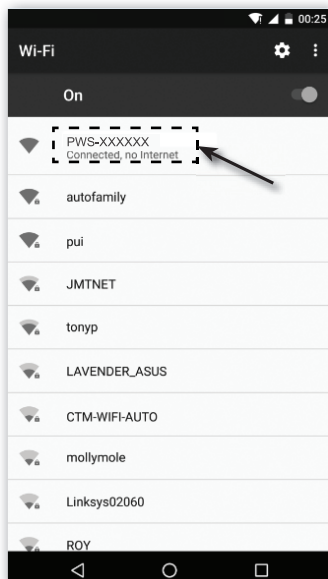 00:25
Wi-Fi
On
PWS-XXXXXX
Connected, no Internet
autofamily
pui
JMTNET
tonyp
LAVENDER_ASUS
CTM-WIFI-AUTO
mollymole
Linksys02060
ROY